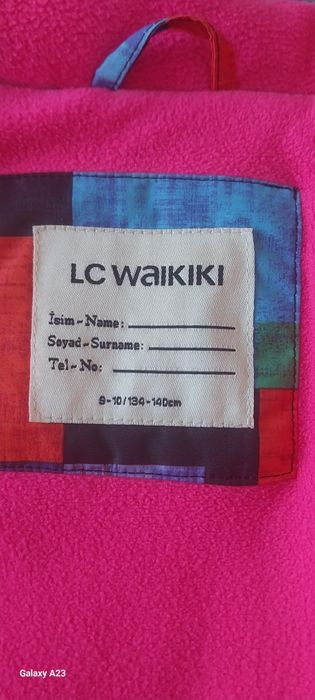 LC WAIKIKI
İsim-Name:
Soyad-Surname:
Tel-No:
9-10/134-140cm
Galaxy A23